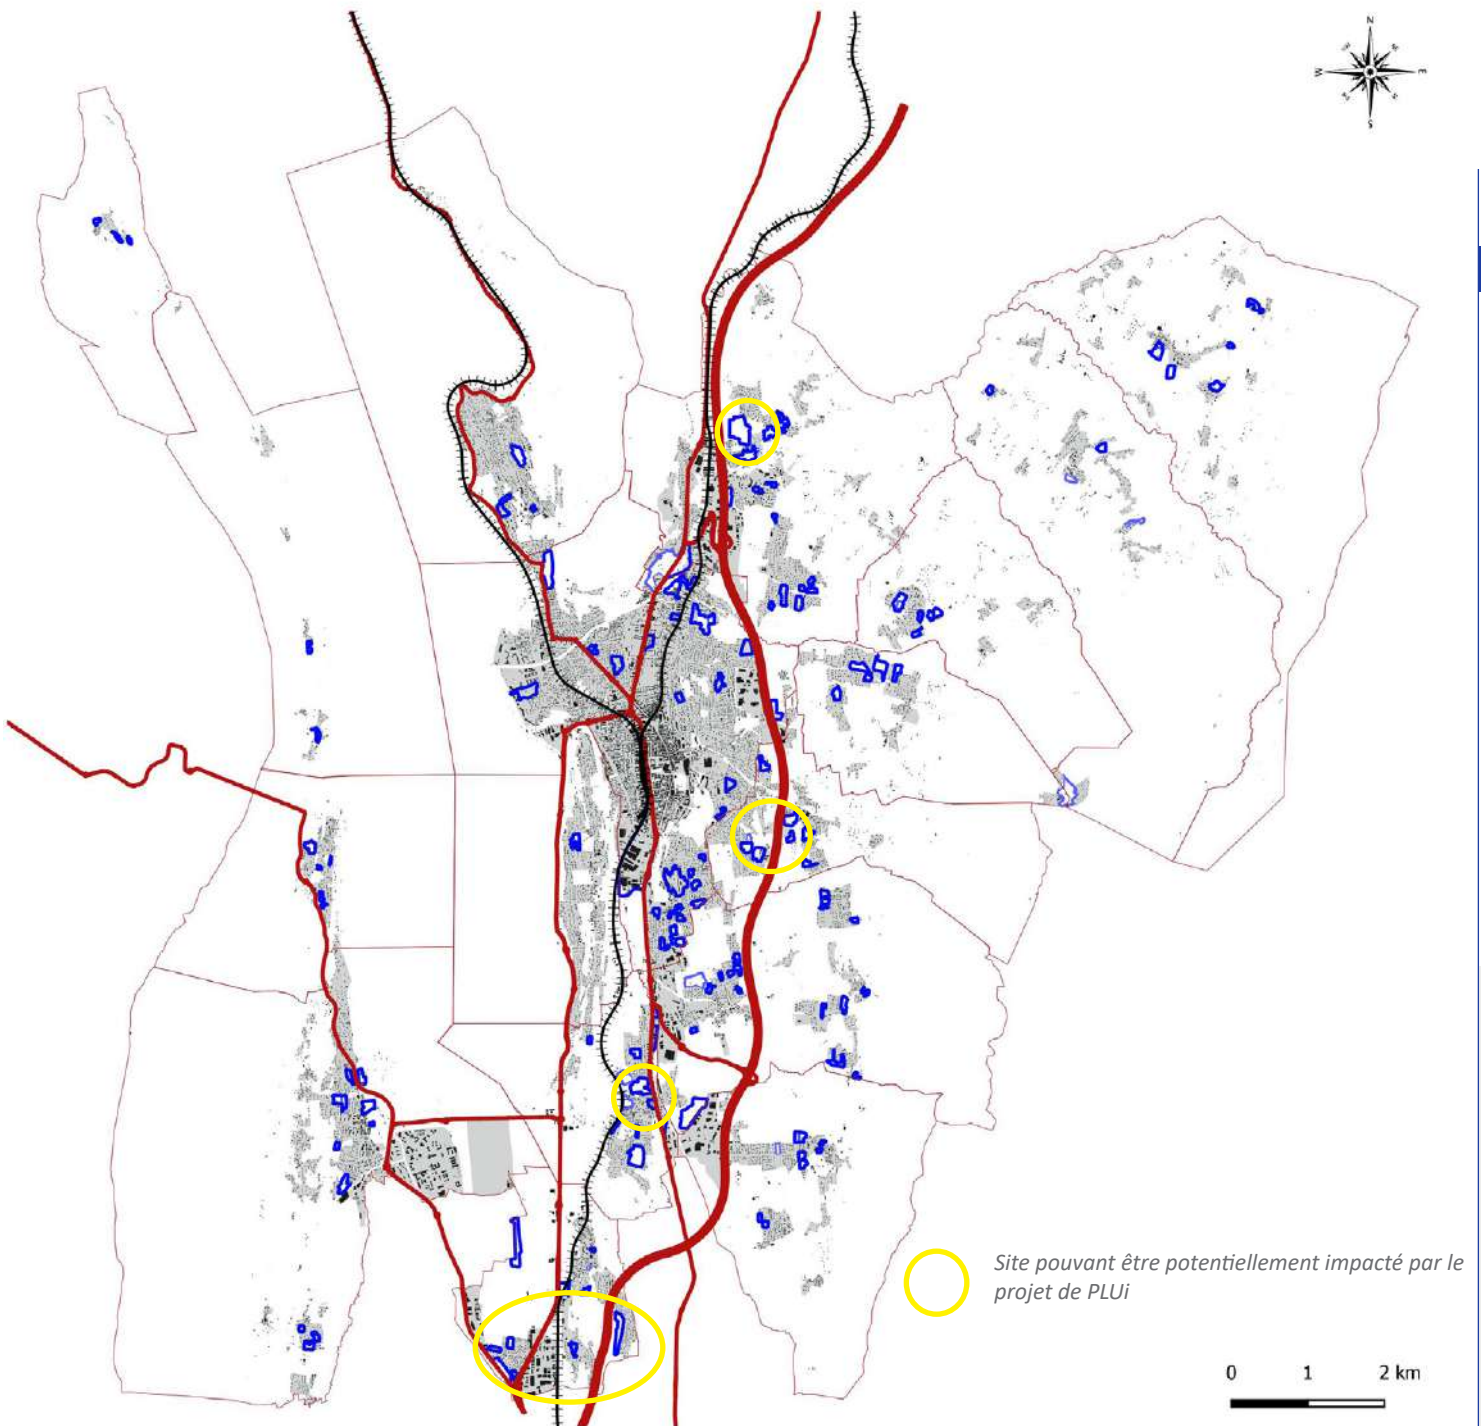 N
W
E
S
Site pouvant être potentiellement impacté par le
projet de PLUi
0 1 2 km